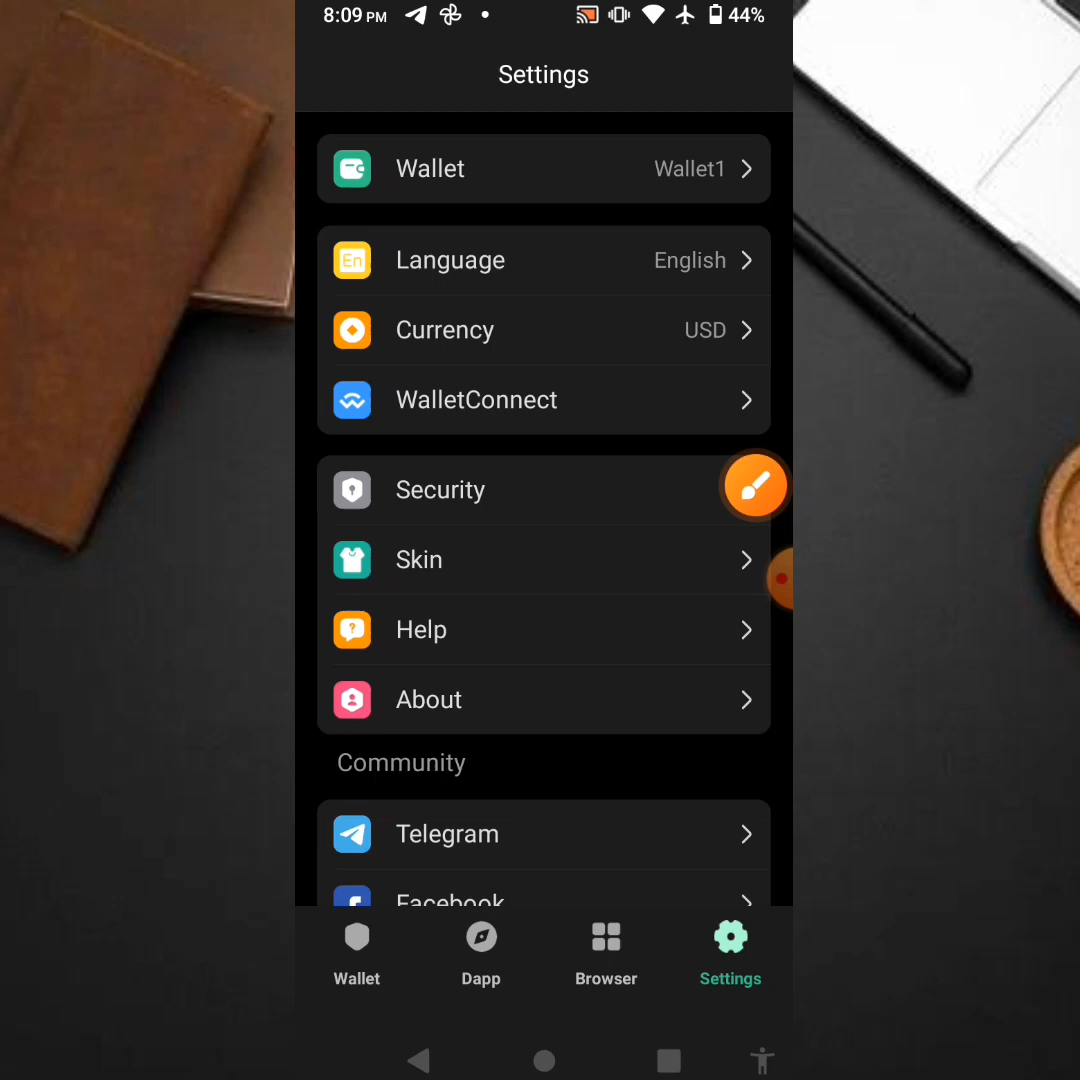 8:09 PM 44%
Settings
Wallet Wallet1
En Language English
Currency USD
WalletConnect
Security
Skin
? Help
About
Community
Telegram
Facebook
Wallet Dapp Browser Settings